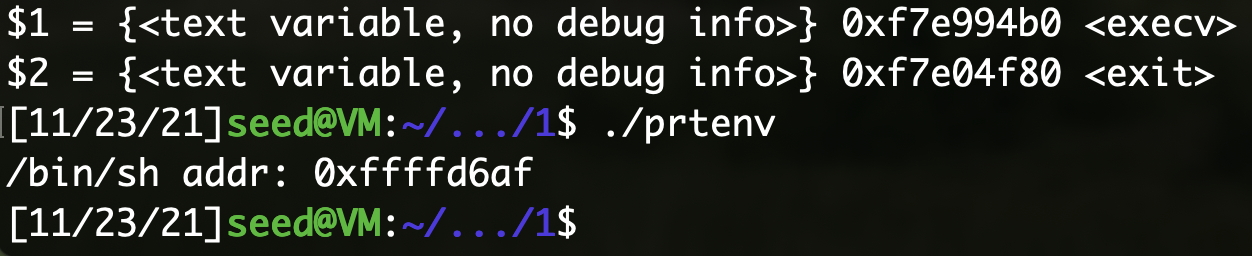 $1 = {<text variable, no debug info>} 0xf7e994b0 <execv>
$2 = {<text variable, no debug info>} 0xf7e04f80 <exit>
[11/23/21]seed@VM:~/.../1$ ./prtenv
/bin/sh addr: 0xffffd6af
[11/23/21]seed@VM:~/.../1$